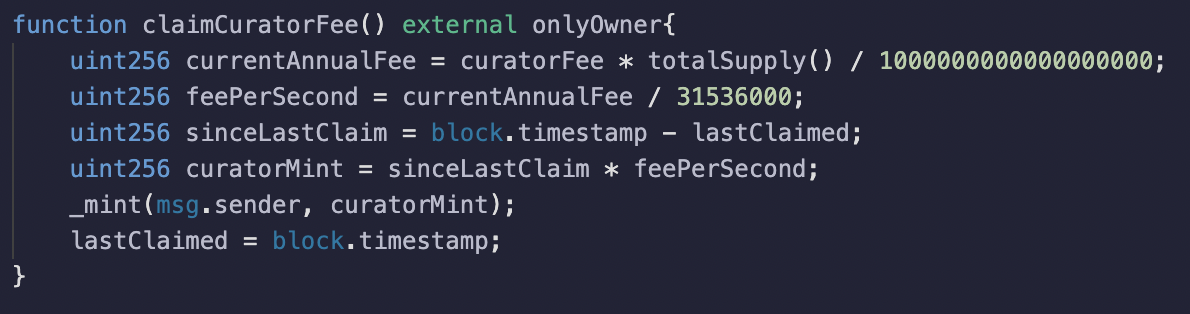 function claimCuratorFee() external onlyOwner{
    uint256 currentAnnualFee = curatorFee * totalSupply() / 1000000000000000000;
    uint256 feePerSecond = currentAnnualFee / 31536000;
    uint256 sinceLastClaim = block.timestamp - lastClaimed;
    uint256 curatorMint = sinceLastClaim * feePerSecond;
    _mint(msg.sender, curatorMint);
    lastClaimed = block.timestamp;
}